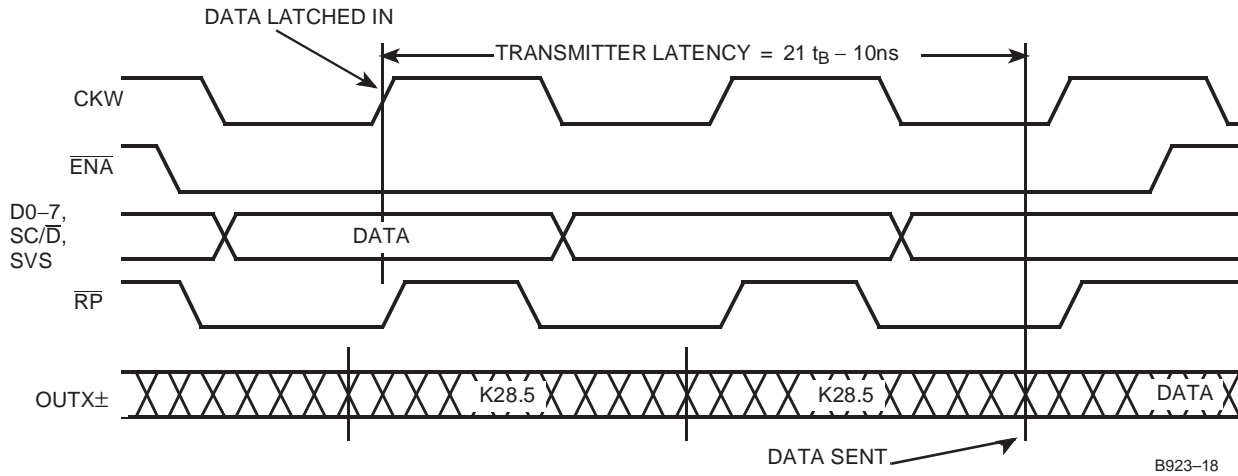 DATA LATCHED IN
TRANSMITTER LATENCY = 21 tB – 10ns
CKW
ENA
D0–7,
SC/D,
SVS
DATA
RP
OUTX±
K28.5
K28.5
DATA
DATA SENT
B923–18